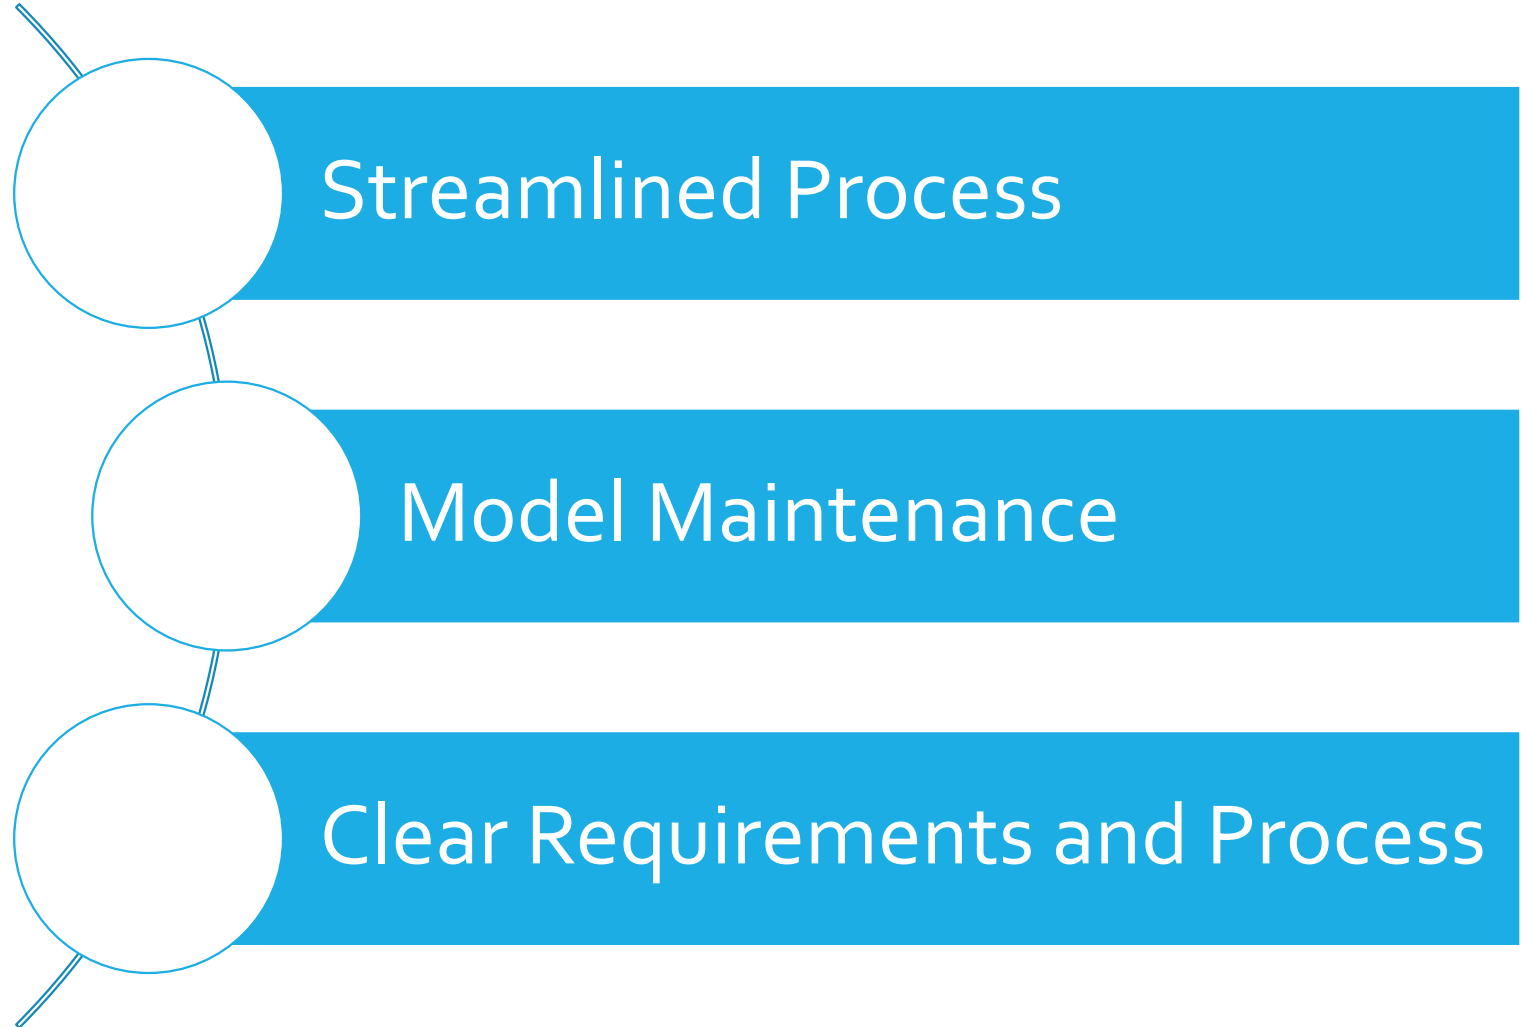 Streamlined Process
Model Maintenance
Clear Requirements and Process